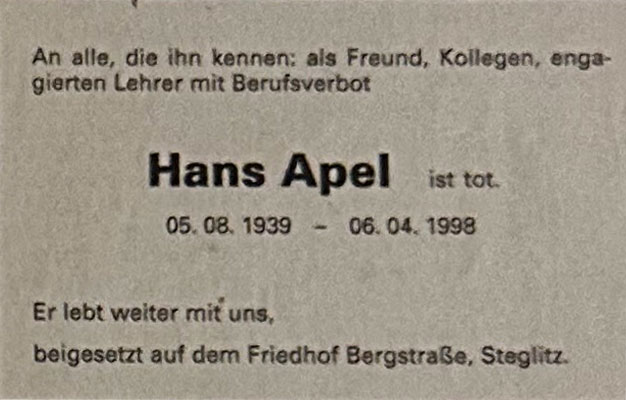 An alle, die ihn kennen: als Freund, Kollegen, enga-
gierten Lehrer mit Berufsverbot
Hans Apel ist tot.
05. 08. 1939 – 06. 04. 1998
Er lebt weiter mit uns,
beigesetzt auf dem Friedhof Bergstraße, Steglitz.